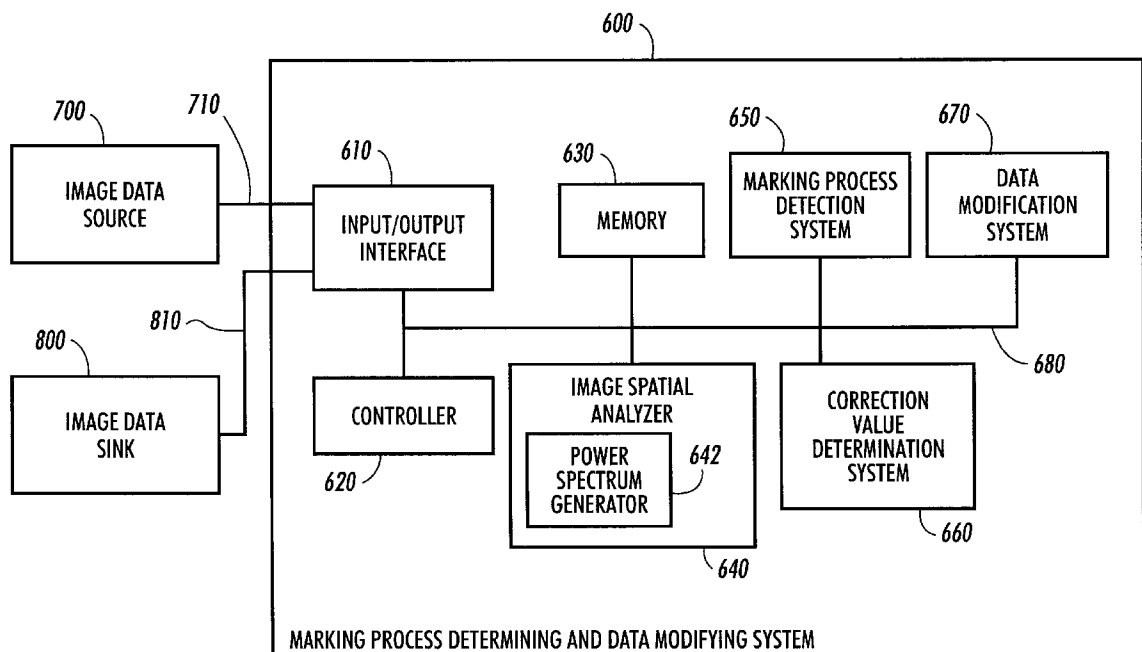 600
700
710
610
630
650
670
IMAGE DATA
SOURCE
INPUT/OUTPUT
INTERFACE
MEMORY
MARKING PROCESS
DETECTION
SYSTEM
DATA
MODIFICATION
SYSTEM
810
800
680
IMAGE DATA
SINK
CONTROLLER
620
IMAGE SPATIAL
ANALYZER
POWER
SPECTRUM
GENERATOR
642
640
CORRECTION
VALUE
DETERMINATION
SYSTEM
660
MARKING PROCESS DETERMINING AND DATA MODIFYING SYSTEM